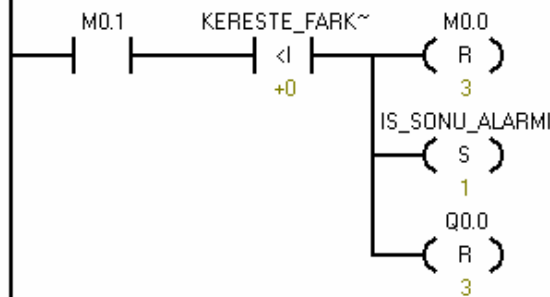 M0.1 KERESTE_FARK~ M0.0
<I R
+0 3
IS_SONU_ALARMI
S
1
Q0.0
R
3